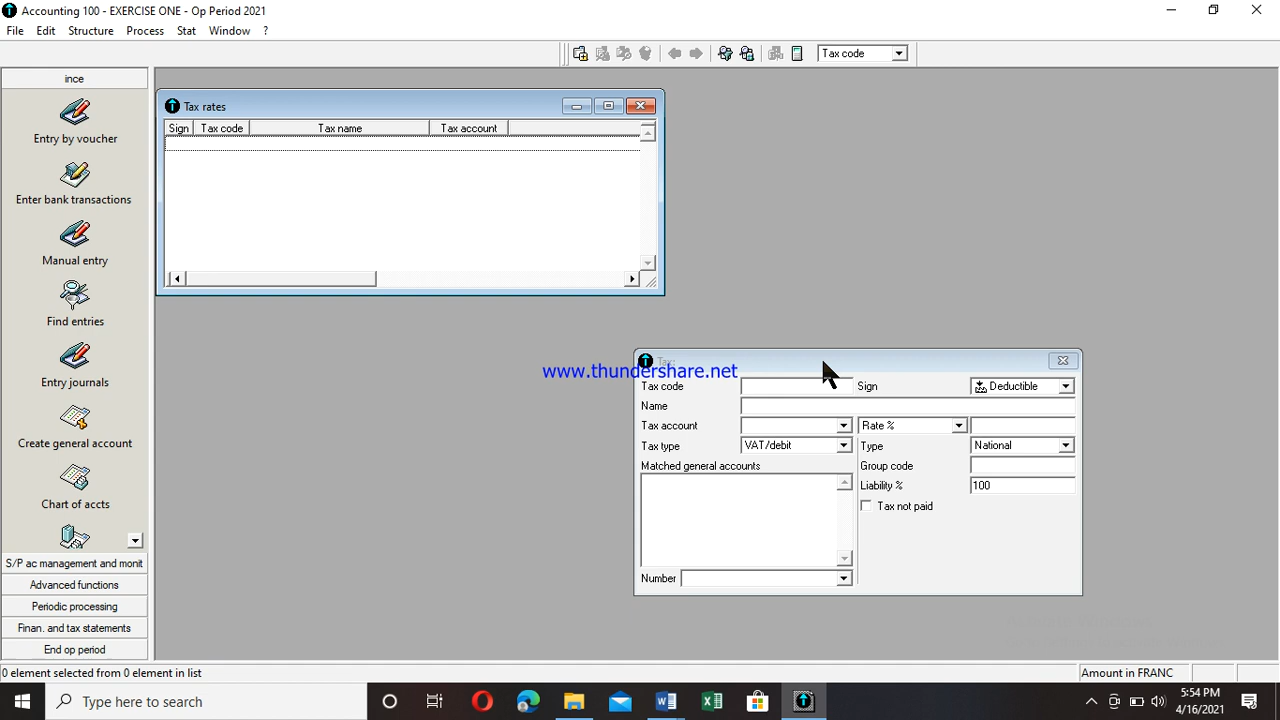 Accounting 100 - EXERCISE ONE - Op Period 2021
File Edit Structure Process Stat Window ?
Tax code
ince
Entry by voucher
Enter bank transactions
Manual entry
Find entries
Entry journals
Create general account
Chart of accts
S/P ac management and monit
Advanced functions
Periodic processing
Finan. and tax statements
End op period
Tax rates
Sign Tax code Tax name Tax account
www.thundershare.net
Tax:
Tax code Sign Deductible
Name
Tax account Rate %
Tax type VAT/debit Type National
Matched general accounts Group code
Liability % 100
Tax not paid
Number
0 element selected from 0 element in list
Amount in FRANC
Type here to search
5:54 PM
4/16/2021